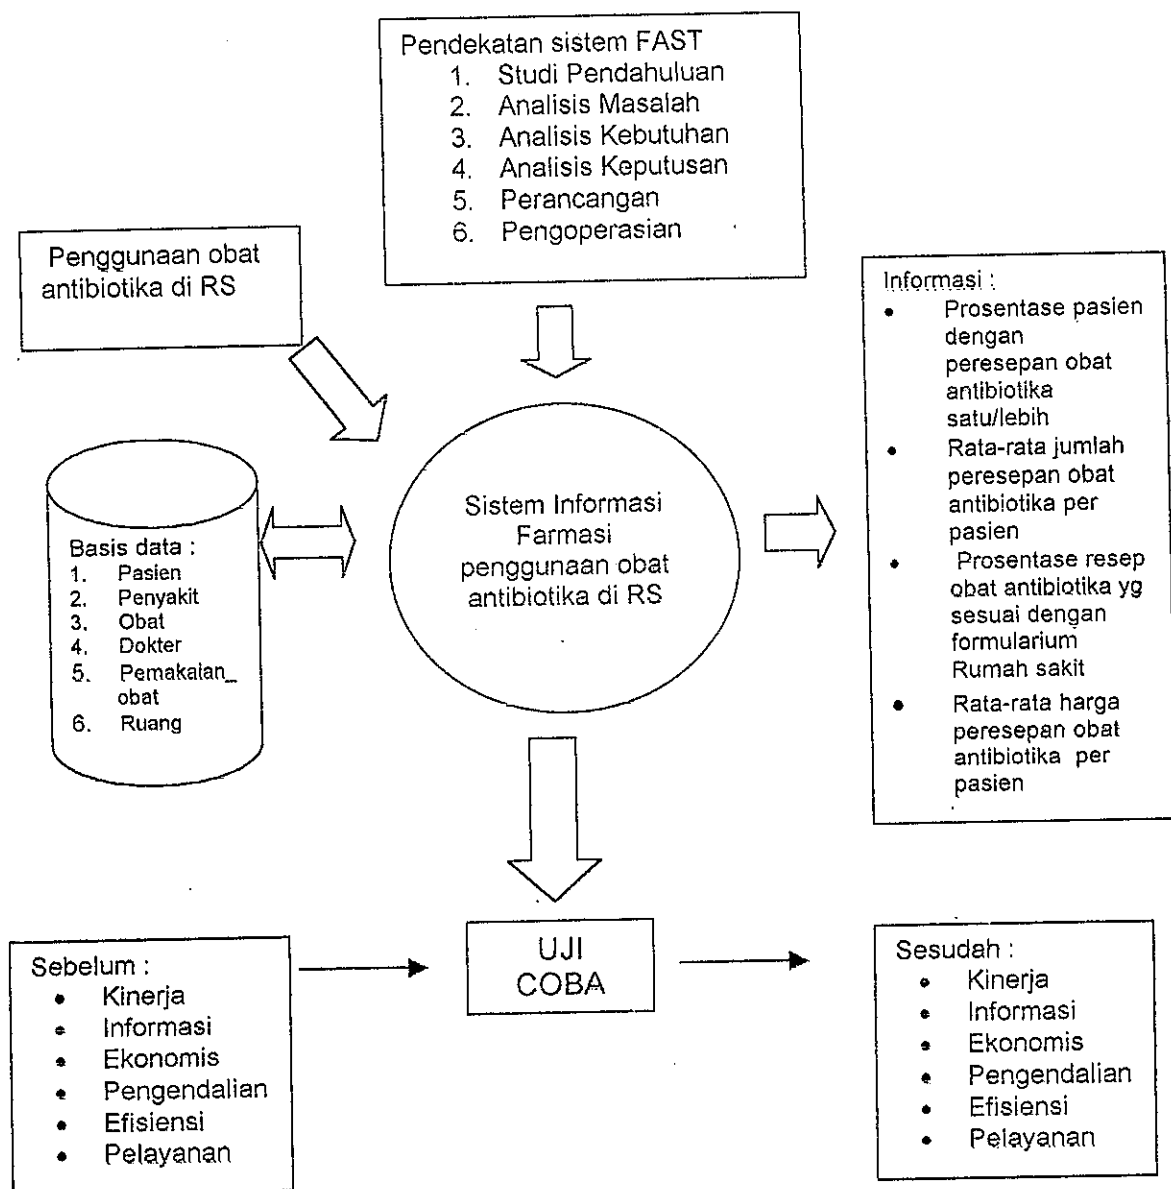 Pendekatan sistem FAST
1. Studi Pendahuluan
2. Analisis Masalah
3. Analisis Kebutuhan
4. Analisis Keputusan
5. Perancangan
6. Pengoperasian
Penggunaan obat
antibiotika di RS
Basis data :
1. Pasien
2. Penyakit
3. Obat
4. Dokter
5. Pemakaian_
obat
6. Ruang
Sistem Informasi
Farmasi
penggunaan obat
antibiotika di RS
Informasi :
• Prosentase pasien
dengan
peresepan obat
antibiotika
satu/lebih
• Rata-rata jumlah
peresepan obat
antibiotika per
pasien
• Prosentase resep
obat antibiotika yg
sesuai dengan
formularium
Rumah sakit
• Rata-rata harga
peresepan obat
antibiotika per
pasien
Sebelum :
• Kinerja
• Informasi
• Ekonomis
• Pengendalian
• Efisiensi
• Pelayanan
UJI
COBA
Sesudah :
• Kinerja
• Informasi
• Ekonomis
• Pengendalian
• Efisiensi
• Pelayanan